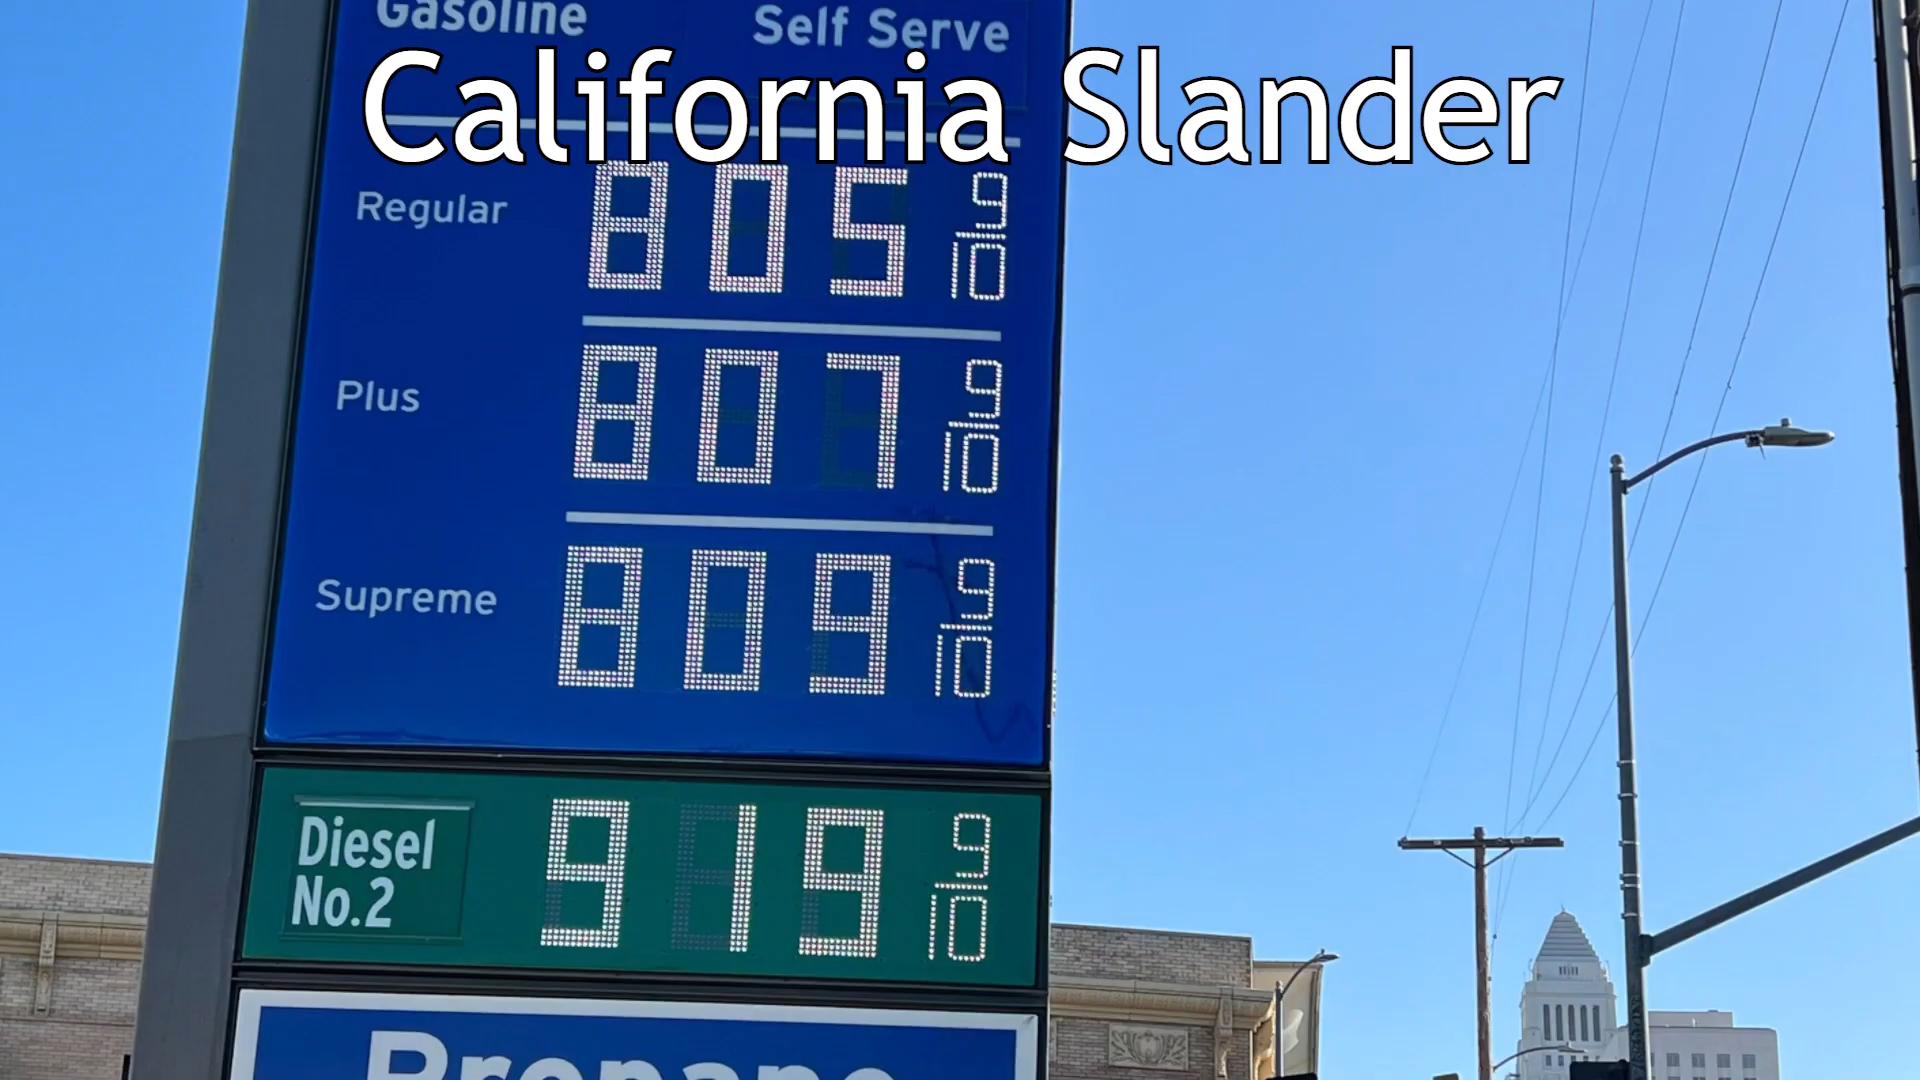 Gasoline Self Serve
California Slander
Regular 805 9/10
Plus 807 9/10
Supreme 809 9/10
Diesel
No.2
919 9/10
Propane